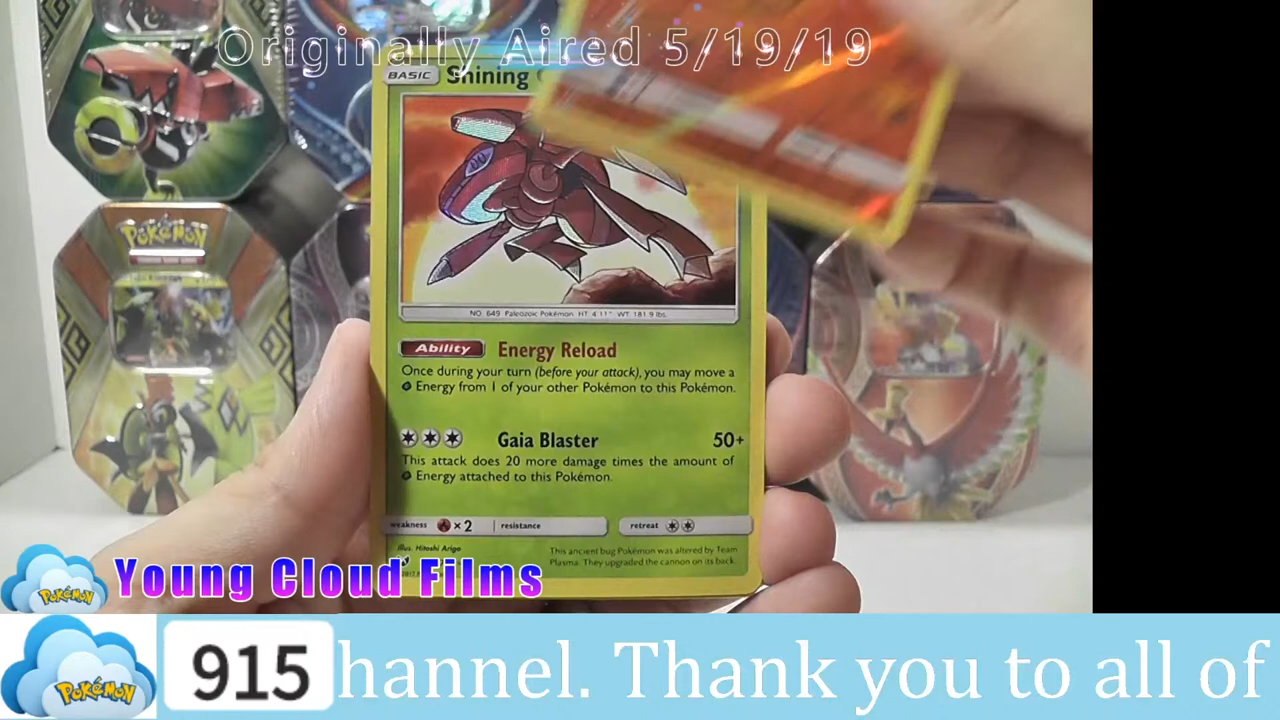 Originally Aired 5/19/19
BASIC Shining
POKéMON
NO. 649 Paleozoic Pokémon HT: 4'11" WT: 181.9 lbs.
Ability Energy Reload
Once during your turn (before your attack), you may move a
Energy from 1 of your other Pokémon to this Pokémon.
Gaia Blaster 50+
This attack does 20 more damage times the amount of
Energy attached to this Pokémon.
weakness ×2 resistance retreat
Illus. Hitoshi Ariga
This ancient bug Pokémon was altered by Team
Plasma. They upgraded the cannon on its back.
POKéMON
Young Cloud Films
POKéMON
915
hannel. Thank you to all of